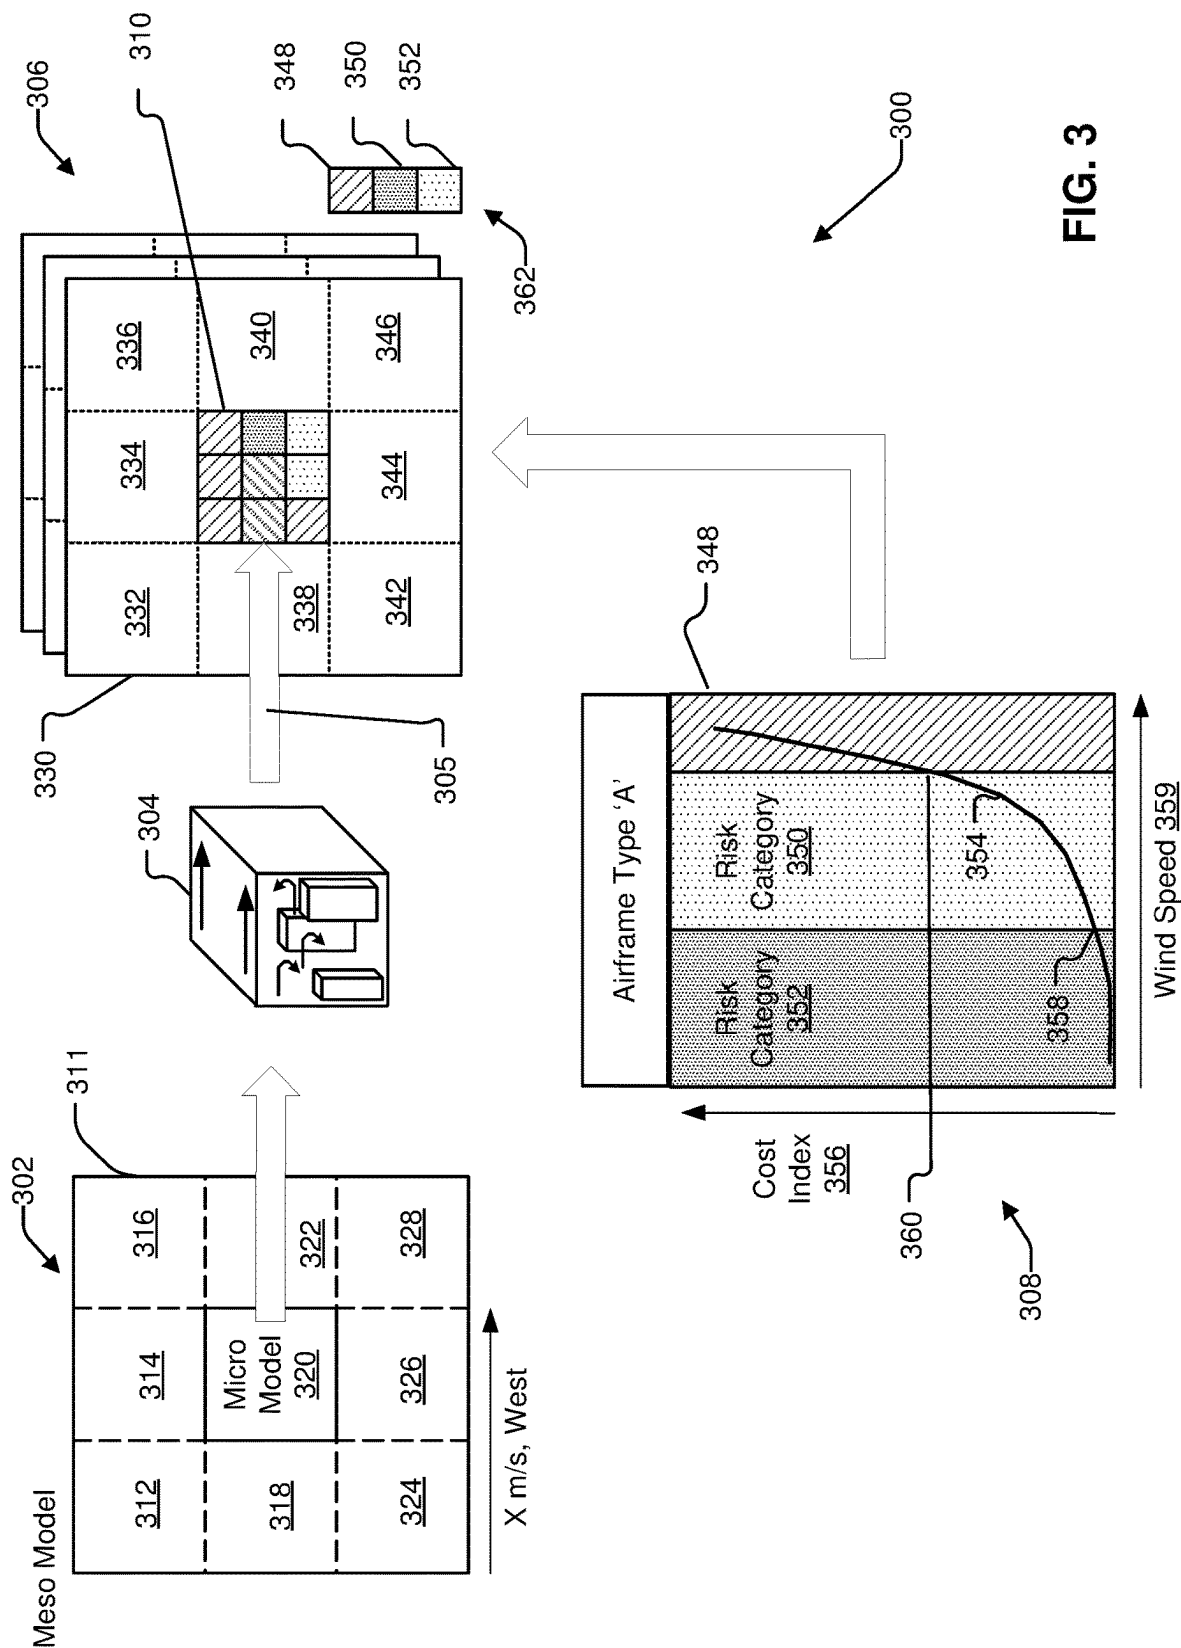 Meso Model
302
311
312
314
316
318
Micro
Model
320
322
324
326
328
X m/s, West
304
305
330
306
310
332
334
336
338
340
342
344
346
348
350
352
362
Airframe Type ‘A’
348
Risk
Category
352
Risk
Category
350
Cost
Index
356
354
358
360
Wind Speed 359
308
300
FIG. 3